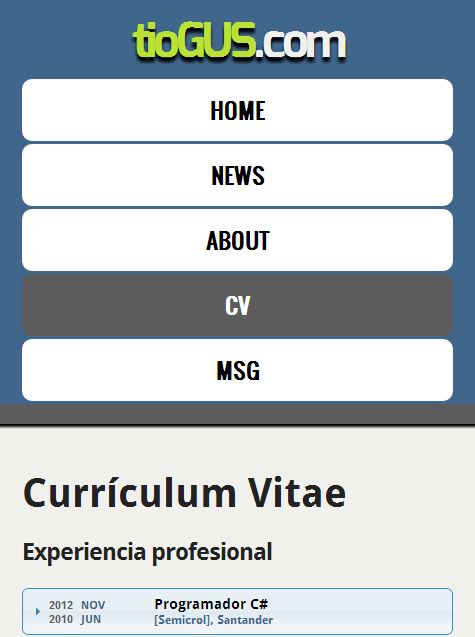 tioGUS.com
HOME
NEWS
ABOUT
CV
MSG
Currículum Vitae
Experiencia profesional
2012 NOV Programador C#
2010 JUN [Semicrol], Santander